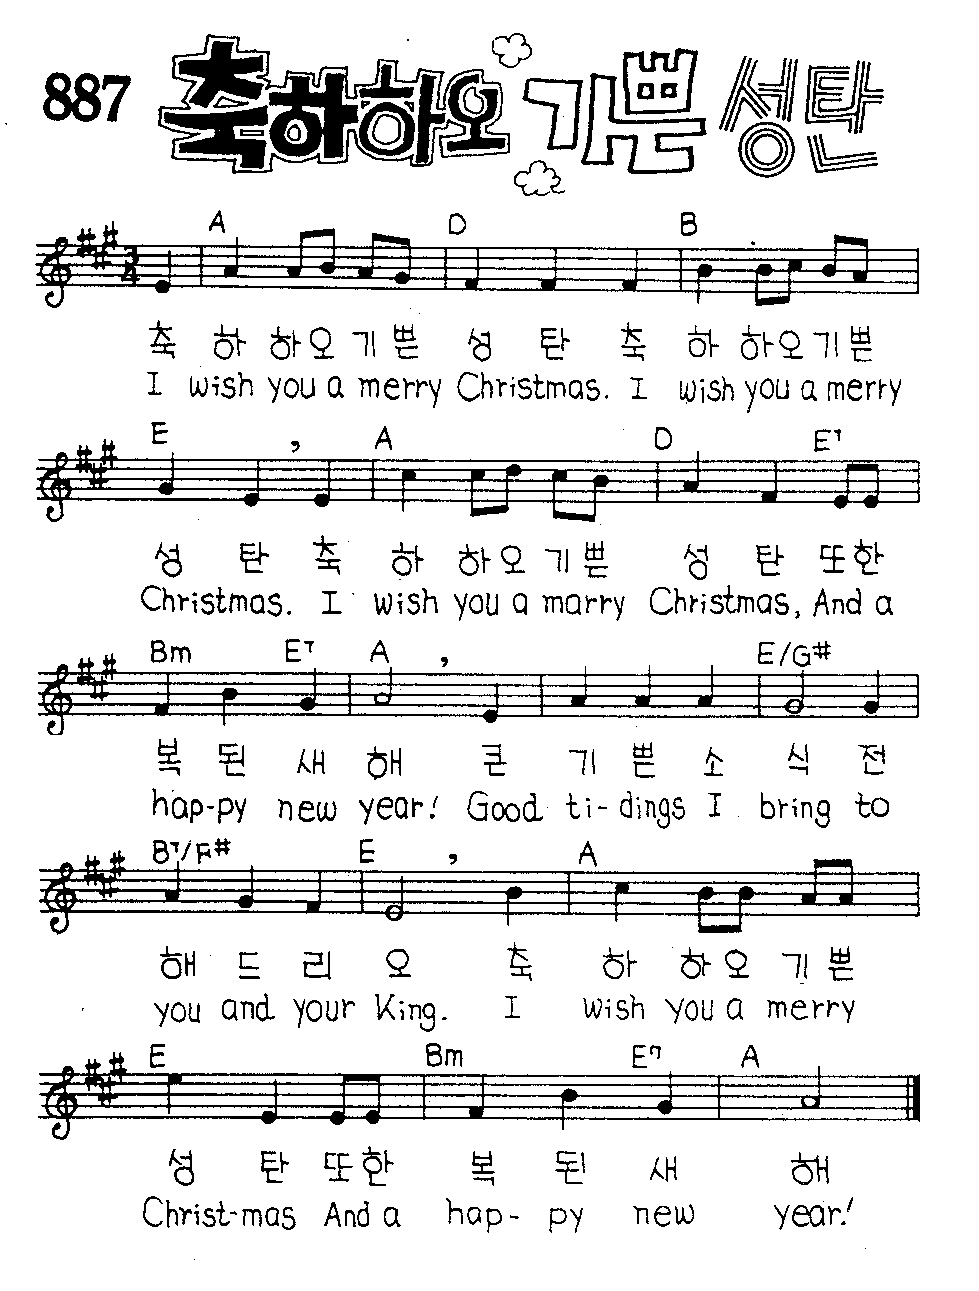 887 축하하오 기쁜 성탄
A D B
축 하 하오 기쁜 성 탄 축 하 하오 기쁜
I wish you a merry Christmas. I wish you a merry
E A D E7
성 탄 축 하 하오 기쁜 성 탄 또한
Christmas. I wish you a marry Christmas, And a
Bm E7 A E/G#
복 된 새 해 큰 기 쁜 소 식 전
hap-py new year! Good ti-dings I bring to
B7/F# E A
해 드 리 오 축 하 하오 기쁜
you and your King. I wish you a merry
E Bm E7 A
성 탄 또한 복 된 새 해
Christ-mas And a hap- py new year!